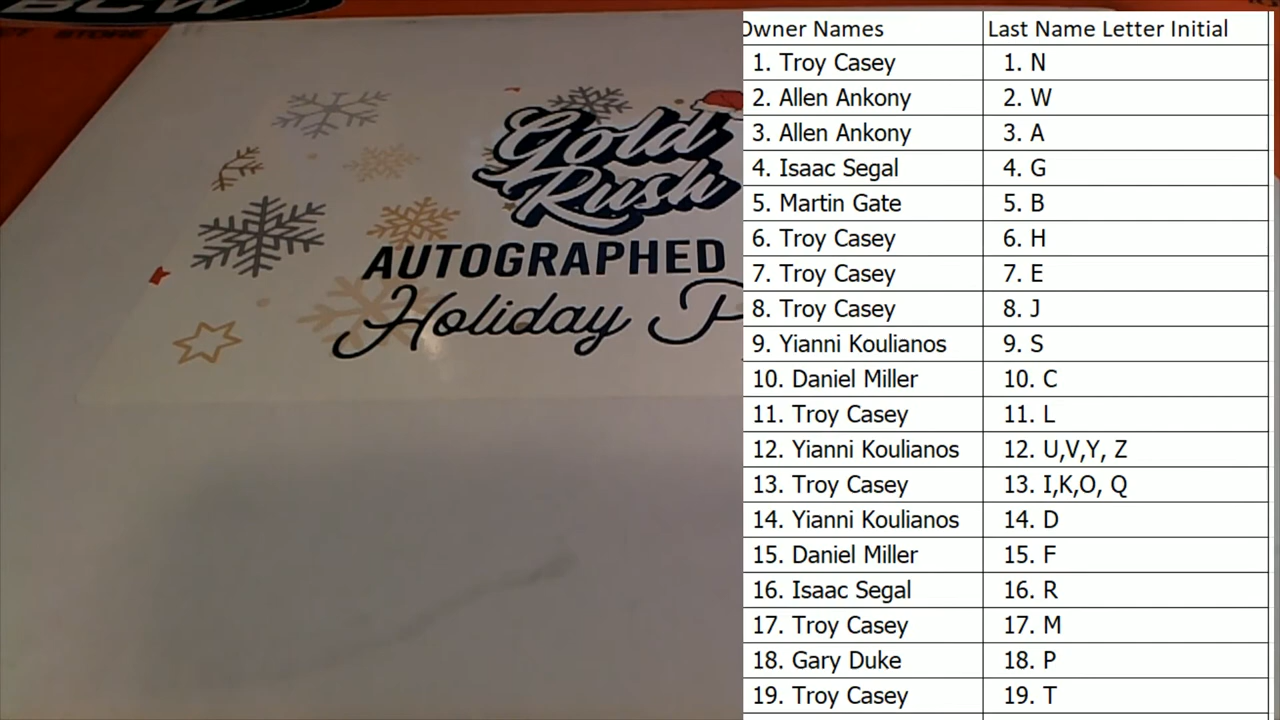 BCW
STORE
Gold
Rush
AUTOGRAPHED
Holiday P
Owner Names Last Name Letter Initial
1. Troy Casey 1. N
2. Allen Ankony 2. W
3. Allen Ankony 3. A
4. Isaac Segal 4. G
5. Martin Gate 5. B
6. Troy Casey 6. H
7. Troy Casey 7. E
8. Troy Casey 8. J
9. Yianni Koulianos 9. S
10. Daniel Miller 10. C
11. Troy Casey 11. L
12. Yianni Koulianos 12. U,V,Y, Z
13. Troy Casey 13. I,K,O, Q
14. Yianni Koulianos 14. D
15. Daniel Miller 15. F
16. Isaac Segal 16. R
17. Troy Casey 17. M
18. Gary Duke 18. P
19. Troy Casey 19. T